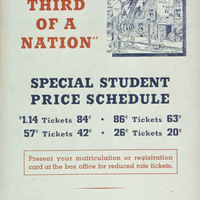 THIRD
OF A
NATION"
SPECIAL STUDENT
PRICE SCHEDULE
$1.14 Tickets 84¢ • 86¢ Tickets 63¢
57¢ Tickets 42¢ • 26¢ Tickets 20¢
Present your matriculation or registration
card at the box office for reduced rate tickets.